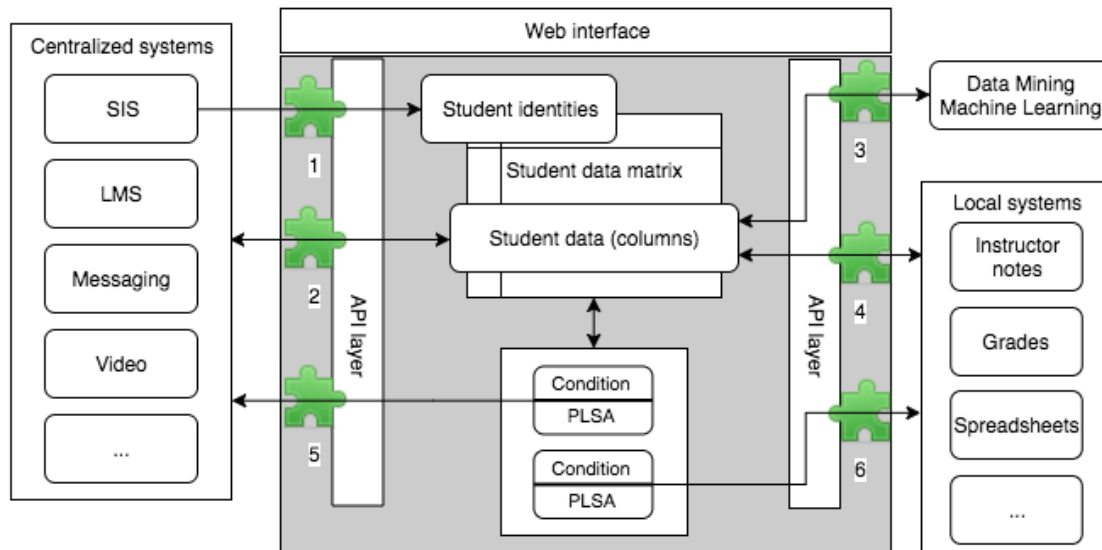 Web interface
Centralized systems
SIS
LMS
Messaging
Video
...
1
2
5
API layer
Student identities
Student data matrix
Student data (columns)
Condition
PLSA
Condition
PLSA
API layer
3
4
6
Data Mining
Machine Learning
Local systems
Instructor
notes
Grades
Spreadsheets
...